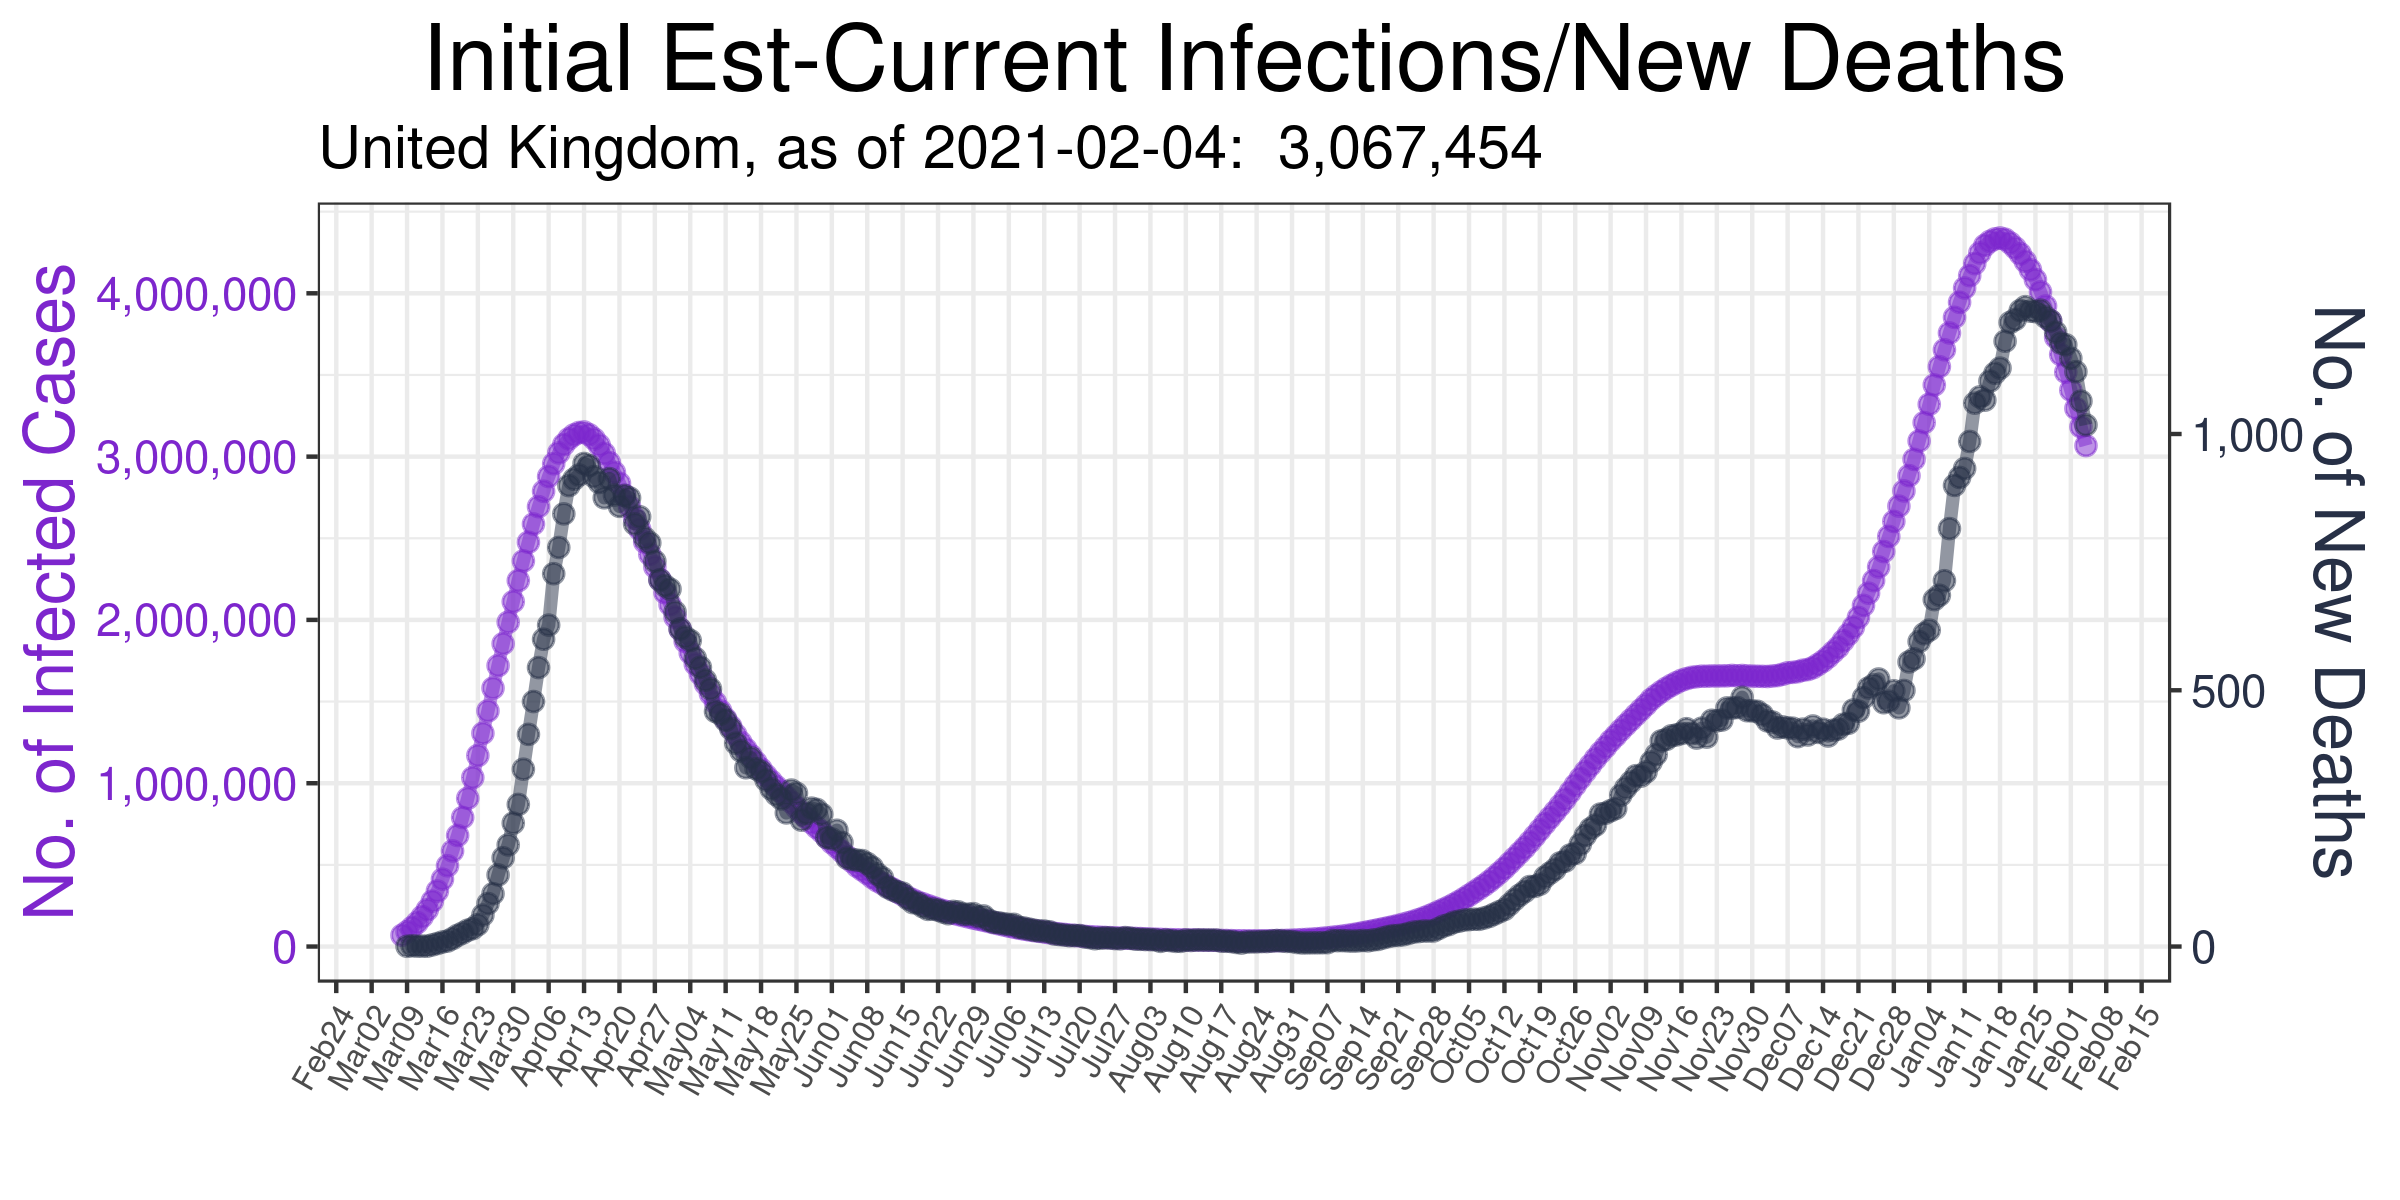 Initial Est-Current Infections/New Deaths
United Kingdom, as of 2021-02-04: 3,067,454
No. of Infected Cases
4,000,000
3,000,000
2,000,000
1,000,000
0
No. of New Deaths
1,000
500
0
Feb24
Mar02
Mar09
Mar16
Mar23
Mar30
Apr06
Apr13
Apr20
Apr27
May04
May11
May18
May25
Jun01
Jun08
Jun15
Jun22
Jun29
Jul06
Jul13
Jul20
Jul27
Aug03
Aug10
Aug17
Aug24
Aug31
Sep07
Sep14
Sep21
Sep28
Oct05
Oct12
Oct19
Oct26
Nov02
Nov09
Nov16
Nov23
Nov30
Dec07
Dec14
Dec21
Dec28
Jan04
Jan11
Jan18
Jan25
Feb01
Feb08
Feb15